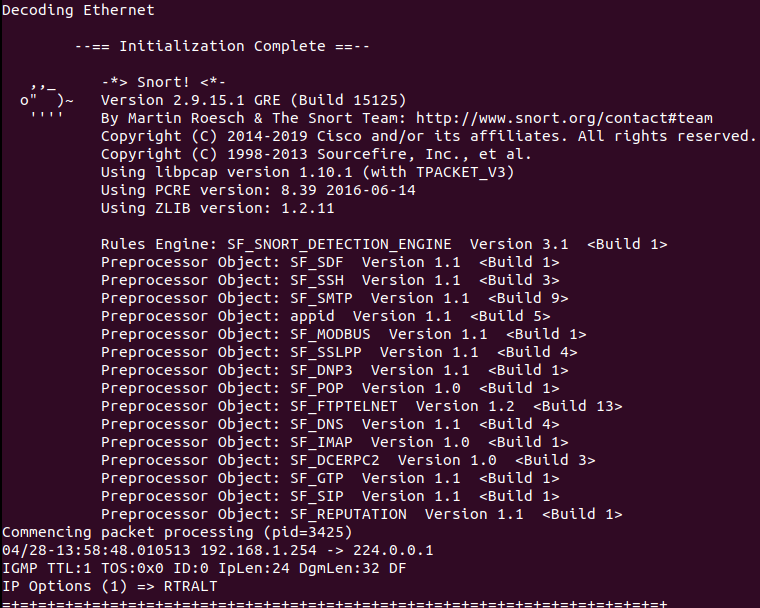 Decoding Ethernet
--== Initialization Complete ==--
,,_ -*> Snort! <*-
o" )~ Version 2.9.15.1 GRE (Build 15125)
'''' By Martin Roesch & The Snort Team: http://www.snort.org/contact#team
Copyright (C) 2014-2019 Cisco and/or its affiliates. All rights reserved.
Copyright (C) 1998-2013 Sourcefire, Inc., et al.
Using libpcap version 1.10.1 (with TPACKET_V3)
Using PCRE version: 8.39 2016-06-14
Using ZLIB version: 1.2.11
Rules Engine: SF_SNORT_DETECTION_ENGINE Version 3.1 <Build 1>
Preprocessor Object: SF_SDF Version 1.1 <Build 1>
Preprocessor Object: SF_SSH Version 1.1 <Build 3>
Preprocessor Object: SF_SMTP Version 1.1 <Build 9>
Preprocessor Object: appid Version 1.1 <Build 5>
Preprocessor Object: SF_MODBUS Version 1.1 <Build 1>
Preprocessor Object: SF_SSLPP Version 1.1 <Build 4>
Preprocessor Object: SF_DNP3 Version 1.1 <Build 1>
Preprocessor Object: SF_POP Version 1.0 <Build 1>
Preprocessor Object: SF_FTPTELNET Version 1.2 <Build 13>
Preprocessor Object: SF_DNS Version 1.1 <Build 4>
Preprocessor Object: SF_IMAP Version 1.0 <Build 1>
Preprocessor Object: SF_DCERPC2 Version 1.0 <Build 3>
Preprocessor Object: SF_GTP Version 1.1 <Build 1>
Preprocessor Object: SF_SIP Version 1.1 <Build 1>
Preprocessor Object: SF_REPUTATION Version 1.1 <Build 1>
Commencing packet processing (pid=3425)
04/28-13:58:48.010513 192.168.1.254 -> 224.0.0.1
IGMP TTL:1 TOS:0x0 ID:0 IpLen:24 DgmLen:32 DF
IP Options (1) => RTRALT
=+=+=+=+=+=+=+=+=+=+=+=+=+=+=+=+=+=+=+=+=+=+=+=+=+=+=+=+=+=+=+=+=+=+=+=+=+